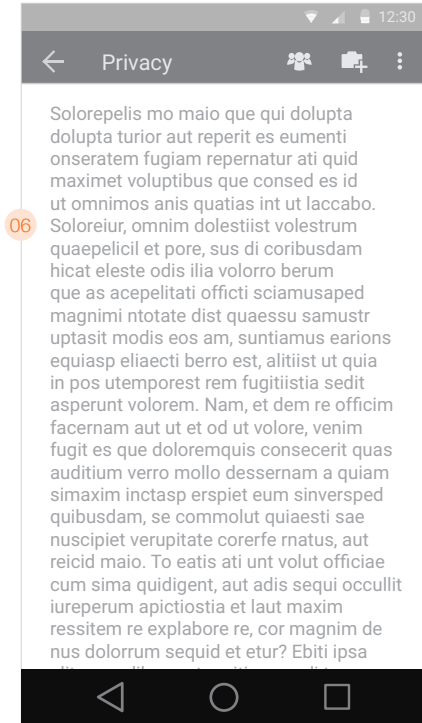 12:30
Privacy
Solorepelis mo maio que qui dolupta
dolupta turior aut reperit es eumenti
onseratem fugiam repernatur ati quid
maximet voluptibus que consed es id
ut omnimos anis quatias int ut laccabo.
06
Soloreiur, omnim dolestiist volestrum
quaepelicil et pore, sus di coribusdam
hicat eleste odis ilia volorro berum
que as acepelitati officti sciamusaped
magnimi ntotate dist quaessu samustr
uptasit modis eos am, suntiamus earions
equiasp eliaecti berro est, alitiist ut quia
in pos utemporest rem fugitiistia sedit
asperunt volorem. Nam, et dem re officim
facernam aut ut et od ut volore, venim
fugit es que doloremquis consecerit quas
auditium verro mollo dessernam a quiam
simaxim inctasp erspiet eum sinversped
quibusdam, se commolut quiaesti sae
nuscipiet verupitate corerfe rnatus, aut
reicid maio. To eatis ati unt volut officiae
cum sima quidigent, aut adis sequi occullit
iureperum apictiostia et laut maxim
ressitem re explabore re, cor magnim de
nus dolorrum sequid et etur? Ebiti ipsa